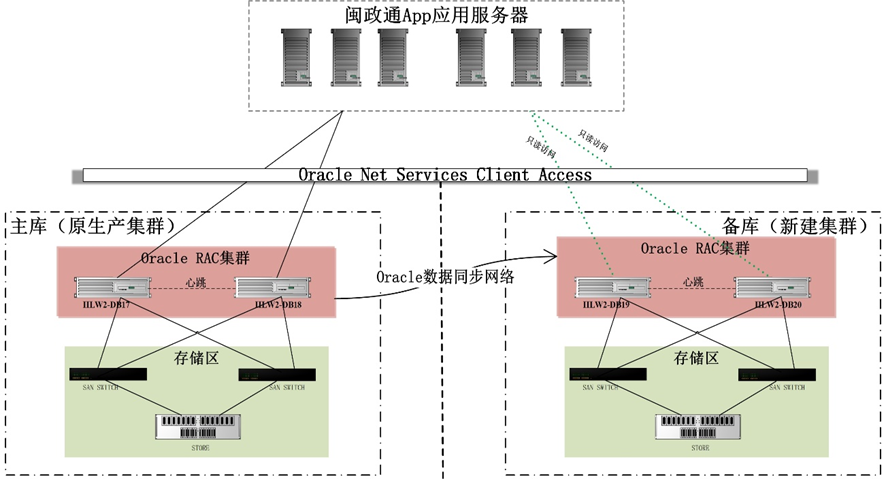 闽政通App应用服务器
只读访问
只读访问
Oracle Net Services Client Access
主库（原生产集群）
Oracle RAC集群
心跳
IILW2-DB17
IILW2-DB18
存储区
SAN SWITCH
SAN SWITCH
STORE
Oracle数据同步网络
备库（新建集群）
Oracle RAC集群
心跳
IILW2-DB19
IILW2-DB20
存储区
SAN SWITCH
SAN SWITCH
STORE